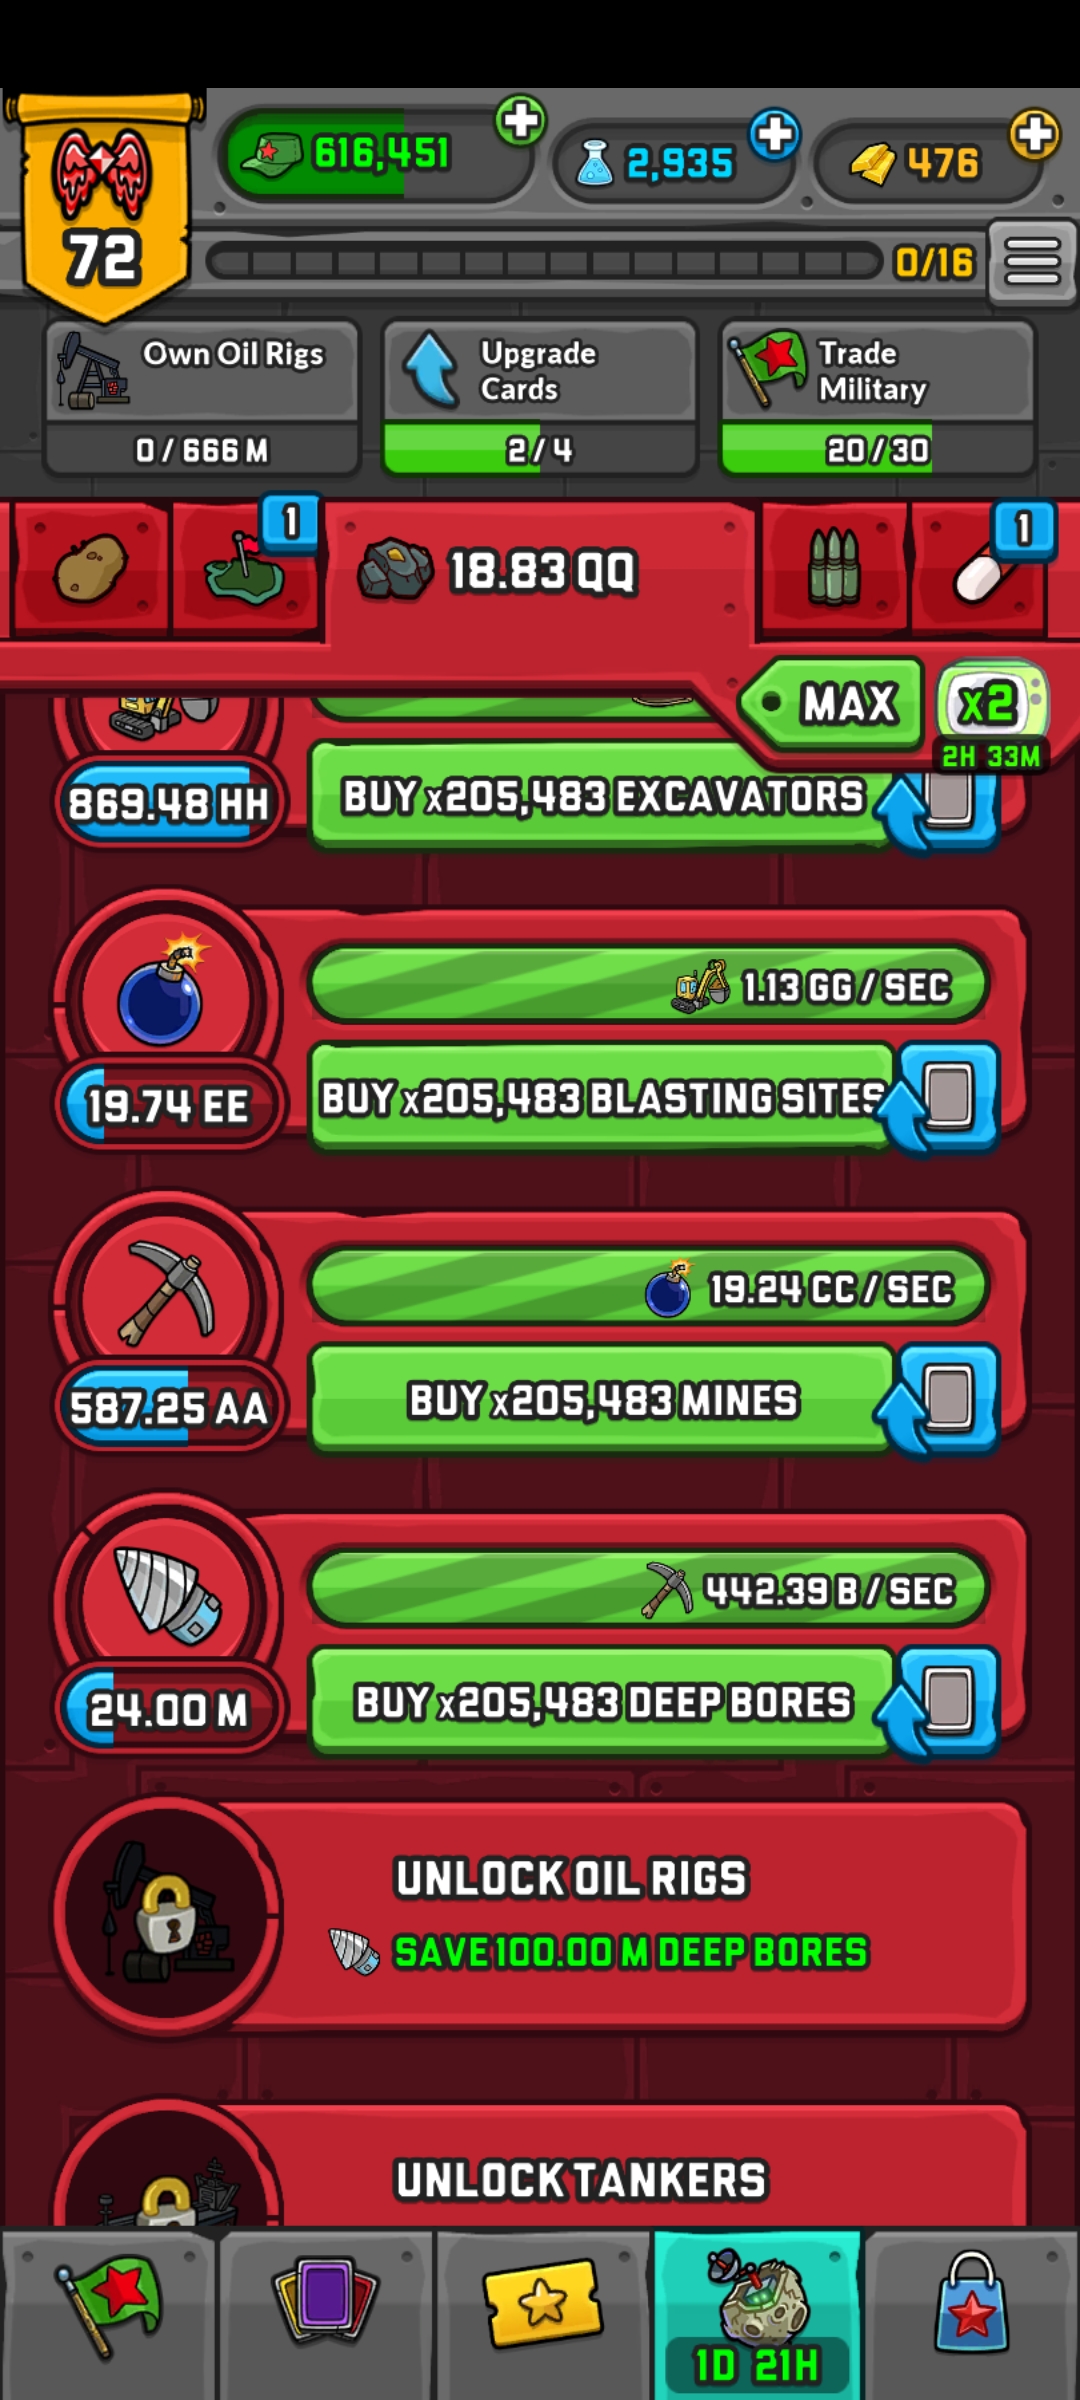 616,451
2,935
476
72
0/16
Own Oil Rigs
0 / 666 M
Upgrade
Cards
2 / 4
Trade
Military
20 / 30
1
18.83 QQ
1
MAX
x2
2H 33M
869.48 HH
BUY x205,483 EXCAVATORS
1.13 GG / SEC
19.74 EE
BUY x205,483 BLASTING SITES
19.24 CC / SEC
587.25 AA
BUY x205,483 MINES
442.39 B / SEC
24.00 M
BUY x205,483 DEEP BORES
UNLOCK OIL RIGS
SAVE 100.00 M DEEP BORES
UNLOCK TANKERS
1D 21H